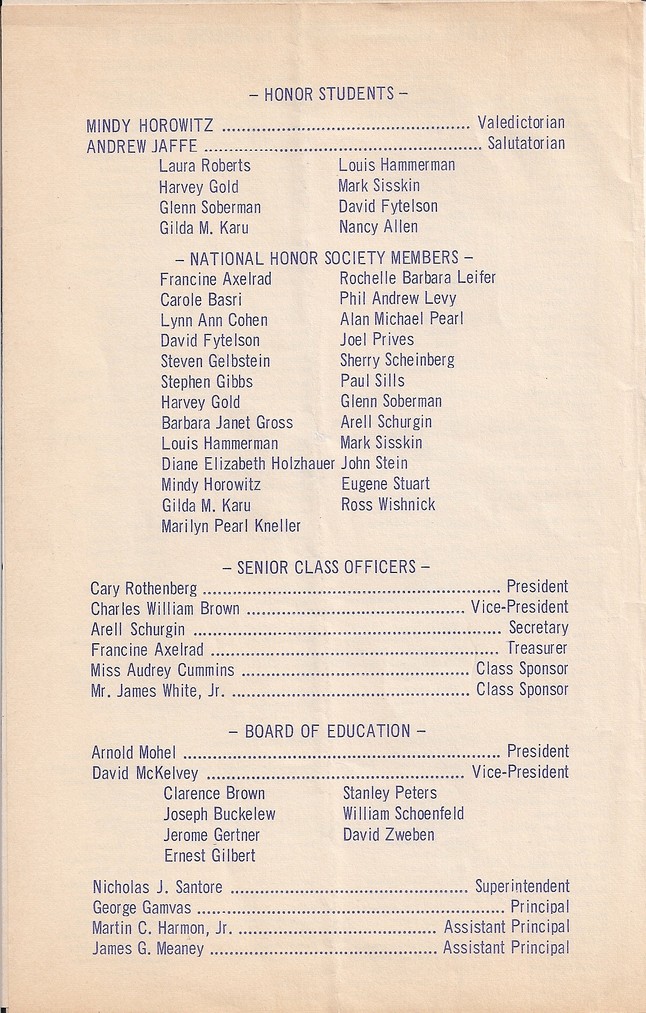 – HONOR STUDENTS –
MINDY HOROWITZ ........................................ Valedictorian
ANDREW JAFFE ............................................. Salutatorian
Laura Roberts Louis Hammerman
Harvey Gold Mark Sisskin
Glenn Soberman David Fytelson
Gilda M. Karu Nancy Allen
– NATIONAL HONOR SOCIETY MEMBERS –
Francine Axelrad Rochelle Barbara Leifer
Carole Basri Phil Andrew Levy
Lynn Ann Cohen Alan Michael Pearl
David Fytelson Joel Prives
Steven Gelbstein Sherry Scheinberg
Stephen Gibbs Paul Sills
Harvey Gold Glenn Soberman
Barbara Janet Gross Arell Schurgin
Louis Hammerman Mark Sisskin
Diane Elizabeth Holzhauer John Stein
Mindy Horowitz Eugene Stuart
Gilda M. Karu Ross Wishnick
Marilyn Pearl Kneller
– SENIOR CLASS OFFICERS –
Cary Rothenberg ................................................ President
Charles William Brown ................................... Vice-President
Arell Schurgin .................................................. Secretary
Francine Axelrad .............................................. Treasurer
Miss Audrey Cummins ..................................... Class Sponsor
Mr. James White, Jr. ...................................... Class Sponsor
– BOARD OF EDUCATION –
Arnold Mohel ................................................... President
David McKelvey .......................................... Vice-President
Clarence Brown Stanley Peters
Joseph Buckelew William Schoenfeld
Jerome Gertner David Zweben
Ernest Gilbert
Nicholas J. Santore ...................................... Superintendent
George Gamvas ................................................. Principal
Martin C. Harmon, Jr. ................................ Assistant Principal
James G. Meaney ..................................... Assistant Principal